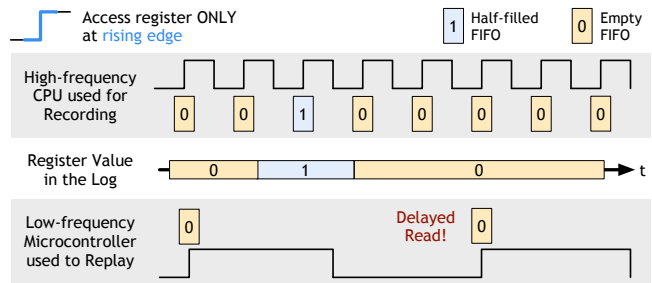 Access register ONLY
at rising edge
1
Half-filled
FIFO
0
Empty
FIFO
High-frequency
CPU used for
Recording
0 0 1 0 0 0 0 0
Register Value
in the Log
0 1 0 t
Low-frequency
Microcontroller
used to Replay
0
Delayed
Read!
0